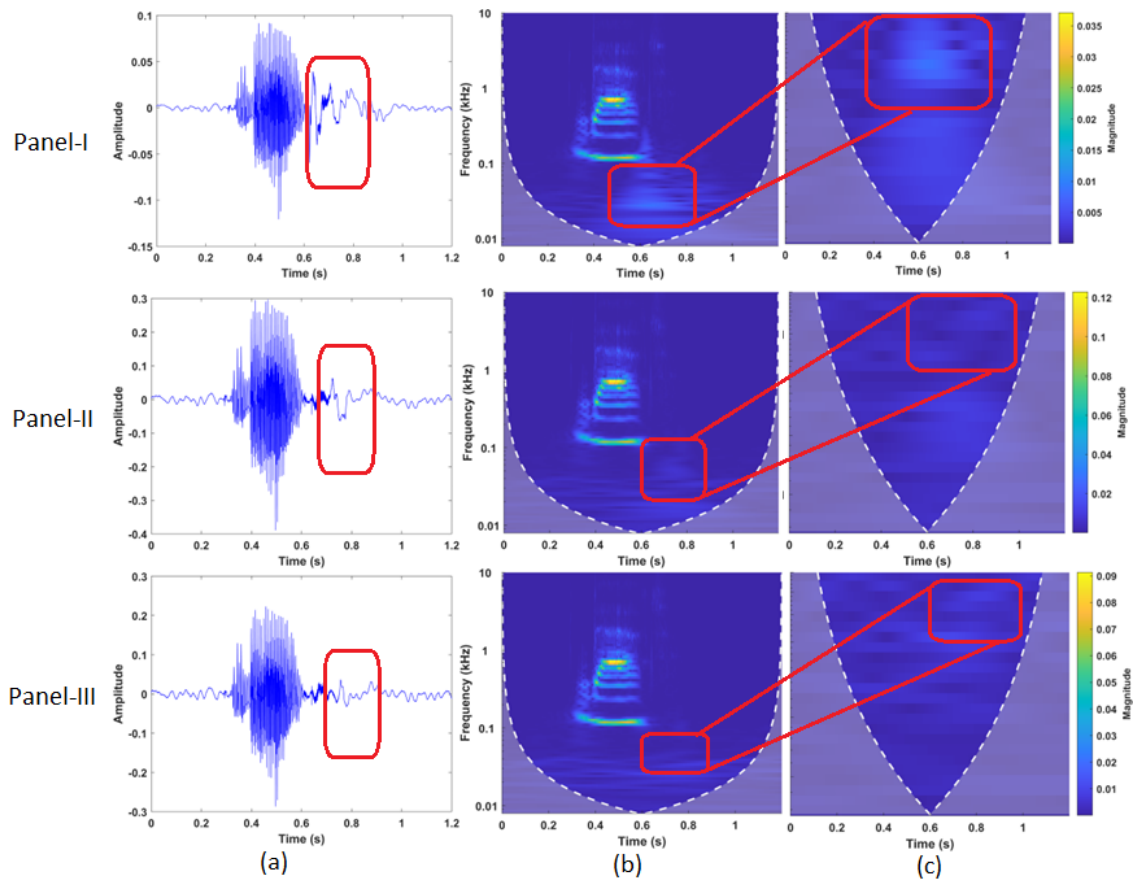 Panel-I
0.1
0.05
0
-0.05
-0.1
-0.15
Amplitude
0 0.2 0.4 0.6 0.8 1 1.2
Time (s)
10
1
0.1
0.01
Frequency (kHz)
0 0.2 0.4 0.6 0.8 1
Time (s)
0 0.2 0.4 0.6 0.8 1
Time (s)
0.035
0.03
0.025
0.02
0.015
0.01
0.005
Magnitude
Panel-II
0.3
0.2
0.1
0
-0.1
-0.2
-0.3
-0.4
Amplitude
0 0.2 0.4 0.6 0.8 1 1.2
Time (s)
10
1
0.1
0.01
Frequency (kHz)
0 0.2 0.4 0.6 0.8 1
Time (s)
0 0.2 0.4 0.6 0.8 1
Time (s)
0.12
0.1
0.08
0.06
0.04
0.02
Magnitude
Panel-III
0.3
0.2
0.1
0
-0.1
-0.2
-0.3
Amplitude
0 0.2 0.4 0.6 0.8 1 1.2
Time (s)
10
1
0.1
0.01
Frequency (kHz)
0 0.2 0.4 0.6 0.8 1
Time (s)
0 0.2 0.4 0.6 0.8 1
Time (s)
0.09
0.08
0.07
0.06
0.05
0.04
0.03
0.02
0.01
Magnitude
(a) (b) (c)